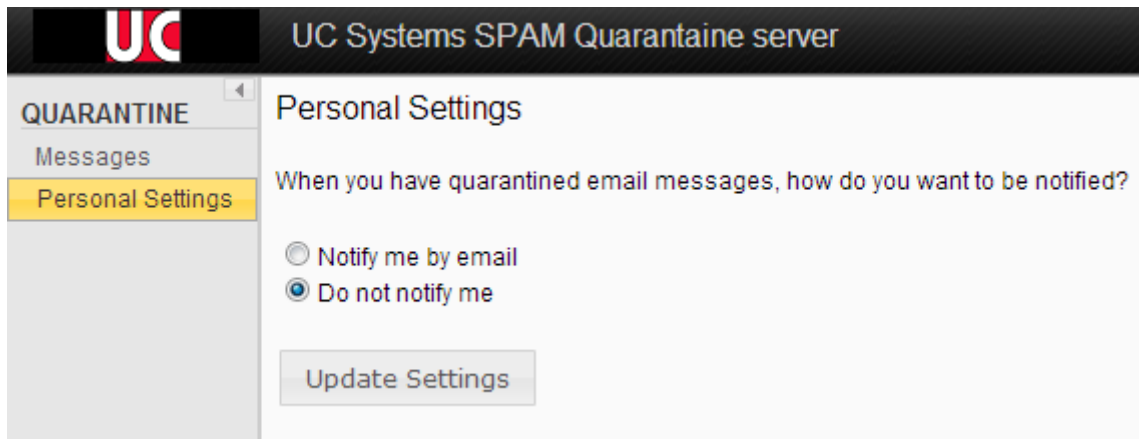 UC
UC Systems SPAM Quarantaine server
QUARANTINE
Messages
Personal Settings
Personal Settings
When you have quarantined email messages, how do you want to be notified?
Notify me by email
Do not notify me
Update Settings